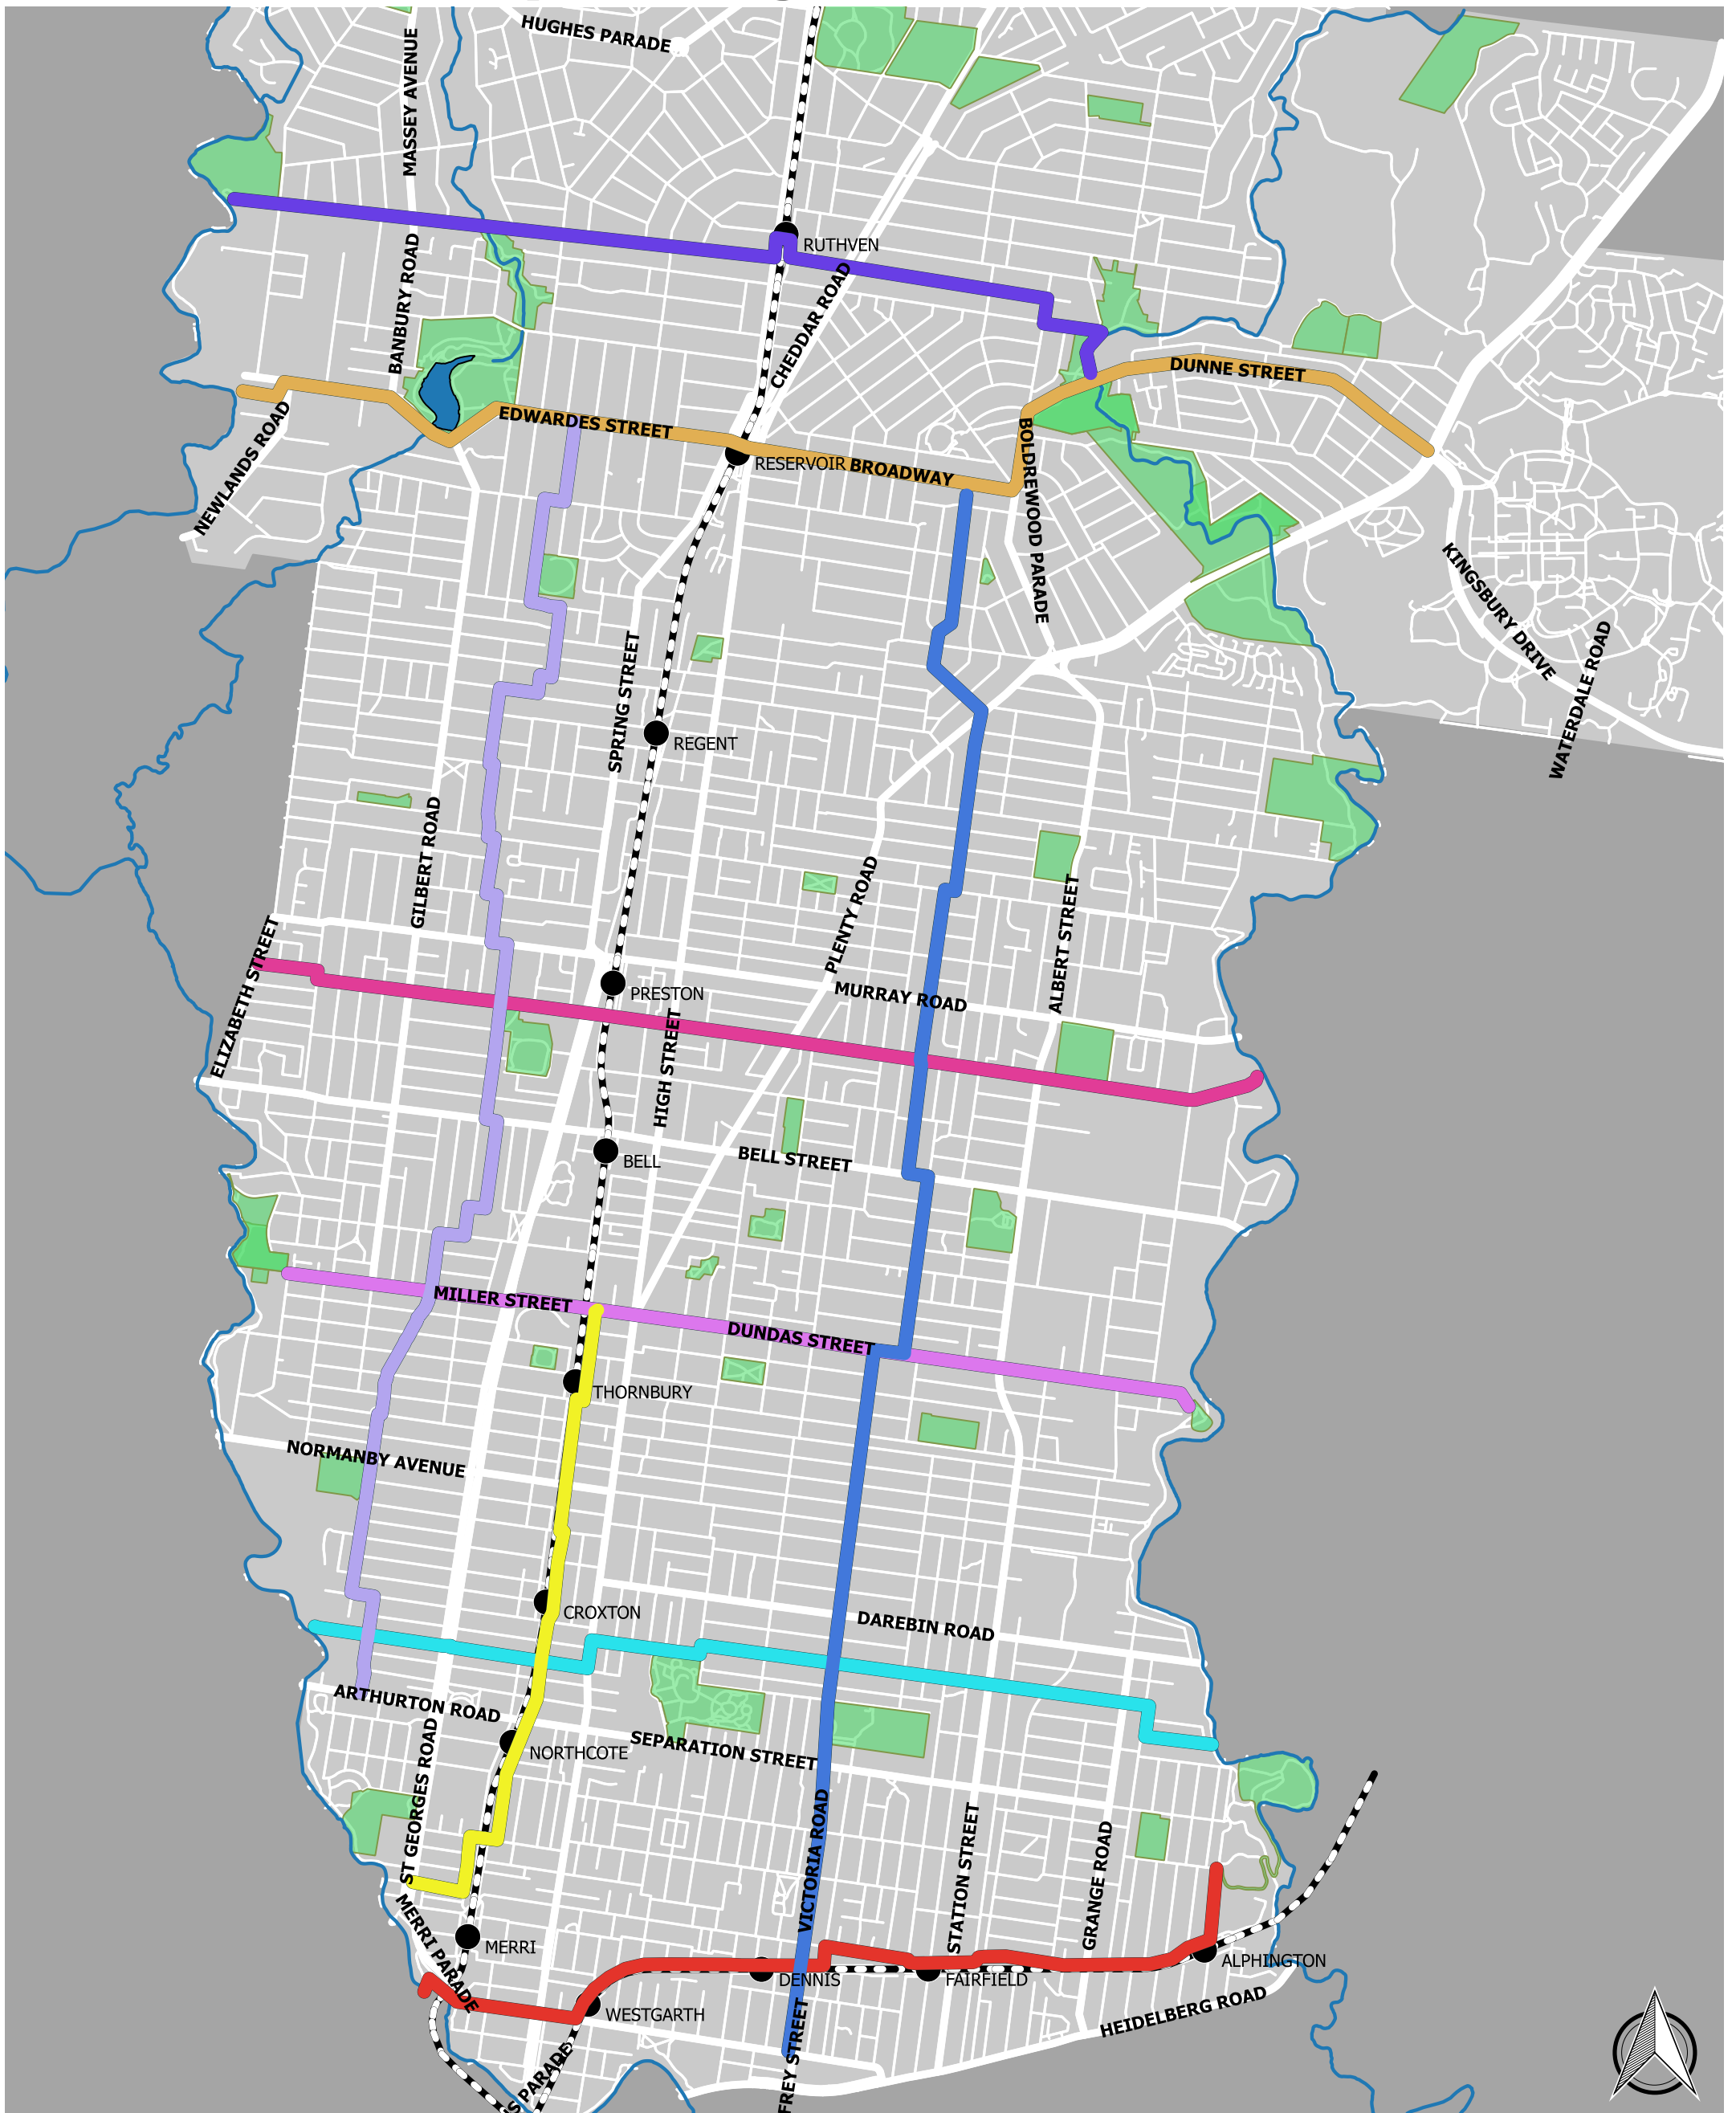 HUGHES PARADE
MASSEY AVENUE
RUTHVEN
BANBURY ROAD
CHEDDAR ROAD
DUNNE STREET
NEWLANDS ROAD
EDWARDES STREET
RESERVOIR
BROADWAY
BOLDREWOOD PARADE
KINGSBURY DRIVE
WATERDALE ROAD
SPRING STREET
REGENT
GILBERT ROAD
PLENTY ROAD
ALBERT STREET
ELIZABETH STREET
PRESTON
MURRAY ROAD
HIGH STREET
BELL
BELL STREET
MILLER STREET
DUNDAS STREET
THORNBURY
NORMANBY AVENUE
CROXTON
DAREBIN ROAD
ARTHURTON ROAD
NORTHCOTE
SEPARATION STREET
ST GEORGES ROAD
VICTORIA ROAD
STATION STREET
GRANGE ROAD
MERRI
MERRI PARADE
DENNIS
FAIRFIELD
ALPHINGTON
WESTGARTH
HEIDELBERG ROAD
S PARADE
FREY STREET